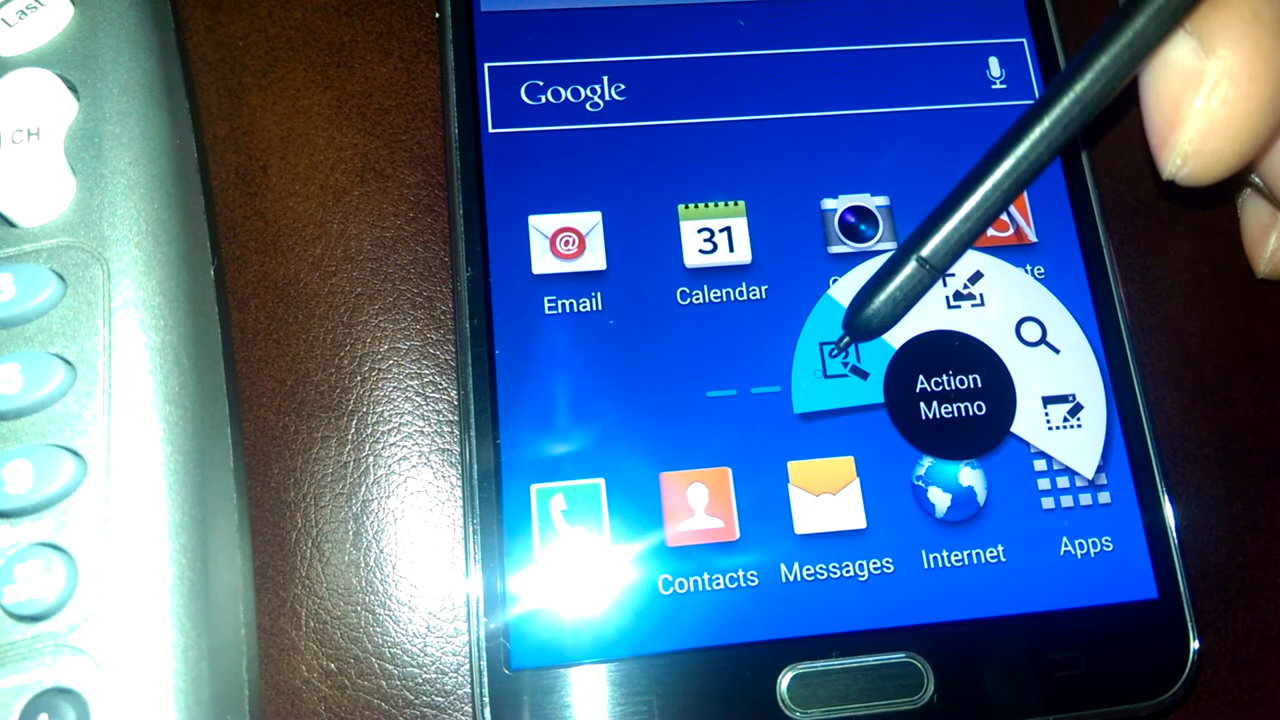 Last
CH
Google
31
Email
Calendar
Action
Memo
Contacts
Messages
Internet
Apps